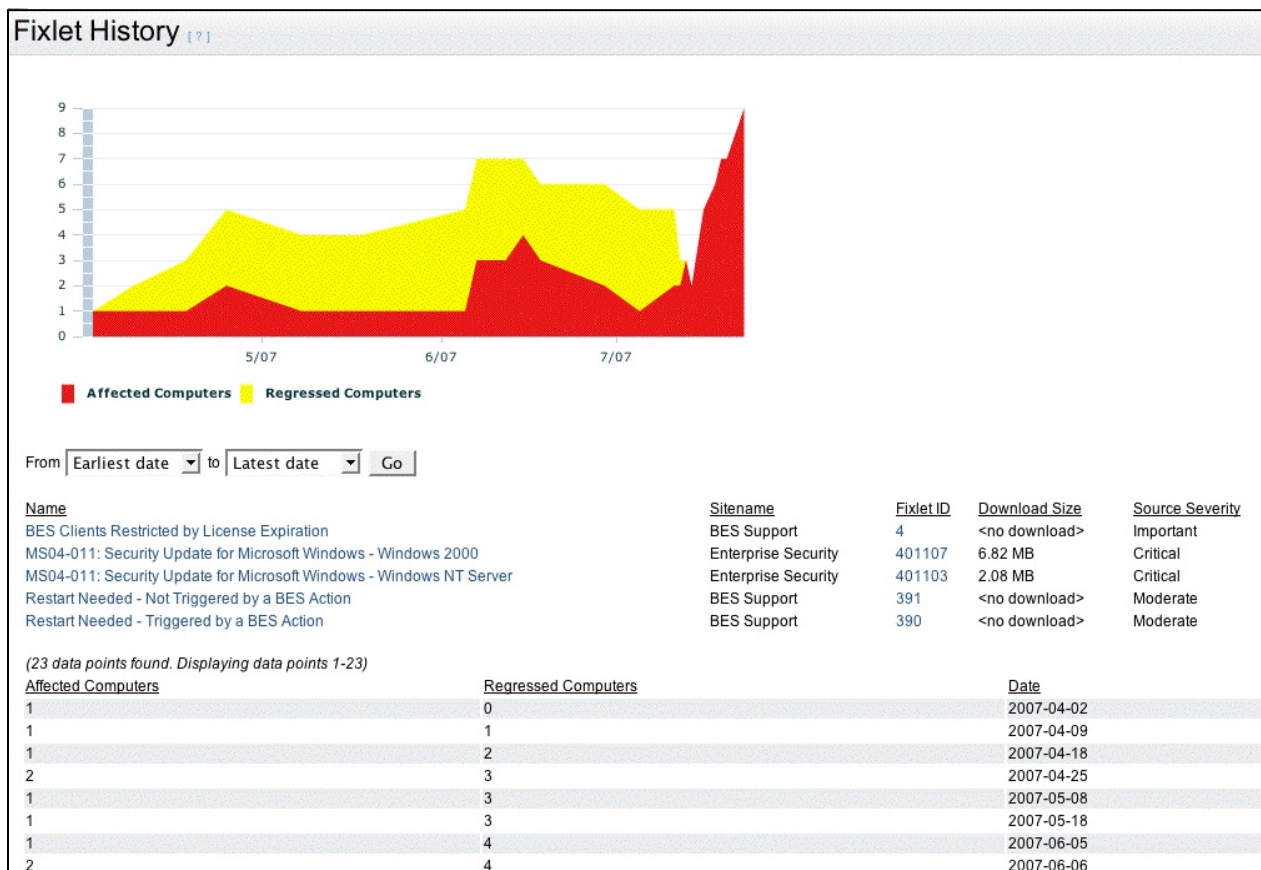 Fixlet History [ ? ]
9
8
7
6
5
4
3
2
1
0
5/07 6/07 7/07
Affected Computers Regressed Computers
From Earliest date to Latest date Go
Name Sitename Fixlet ID Download Size Source Severity
BES Clients Restricted by License Expiration BES Support 4 <no download> Important
MS04-011: Security Update for Microsoft Windows - Windows 2000 Enterprise Security 401107 6.82 MB Critical
MS04-011: Security Update for Microsoft Windows - Windows NT Server Enterprise Security 401103 2.08 MB Critical
Restart Needed - Not Triggered by a BES Action BES Support 391 <no download> Moderate
Restart Needed - Triggered by a BES Action BES Support 390 <no download> Moderate
(23 data points found. Displaying data points 1-23)
Affected Computers Regressed Computers Date
1 0 2007-04-02
1 1 2007-04-09
1 2 2007-04-18
2 3 2007-04-25
1 3 2007-05-08
1 3 2007-05-18
1 4 2007-06-05
2 4 2007-06-06